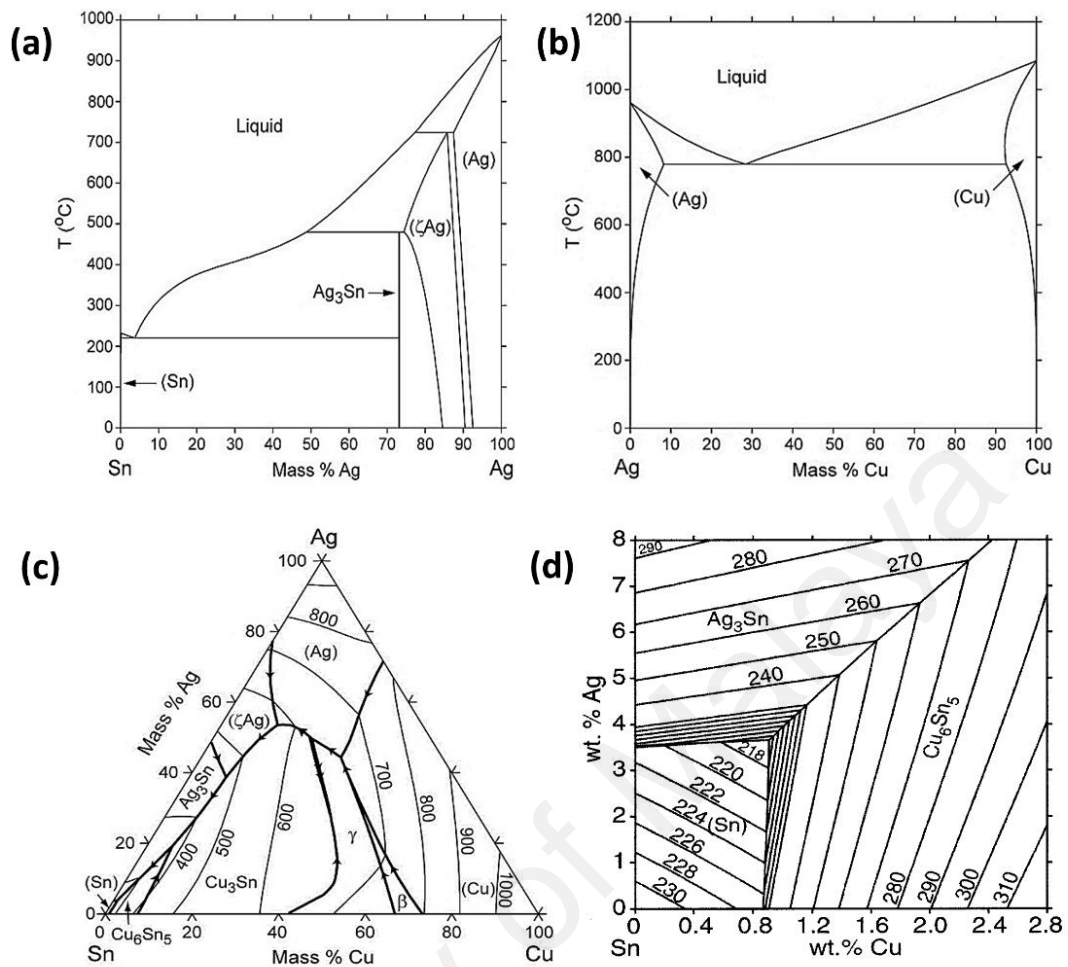 (a)
1000
900
800
700
600
500
400
300
200
100
0
T (°C)
Liquid
(Ag)
(ζAg)
Ag3Sn
(Sn)
0 10 20 30 40 50 60 70 80 90 100
Sn Mass % Ag Ag
(b)
1200
1000
800
600
400
200
0
T (°C)
Liquid
(Ag)
(Cu)
0 10 20 30 40 50 60 70 80 90 100
Ag Mass % Cu Cu
(c)
Ag
100
80
60
40
20
0
Mass % Ag
800
(Ag)
(ζAg)
Ag3Sn
700
800
600
500
400
900
1000
γ
β
Cu3Sn
(Cu)
(Sn)
Cu6Sn5
0 20 40 60 80 100
Sn Mass % Cu Cu
(d)
8
7
6
5
4
3
2
1
0
wt. % Ag
290
280
270
Ag3Sn
260
250
240
218
220
222
224 (Sn)
226
228
230
Cu6Sn5
280
290
300
310
0 0.4 0.8 1.2 1.6 2.0 2.4 2.8
Sn wt.% Cu
of Malaya